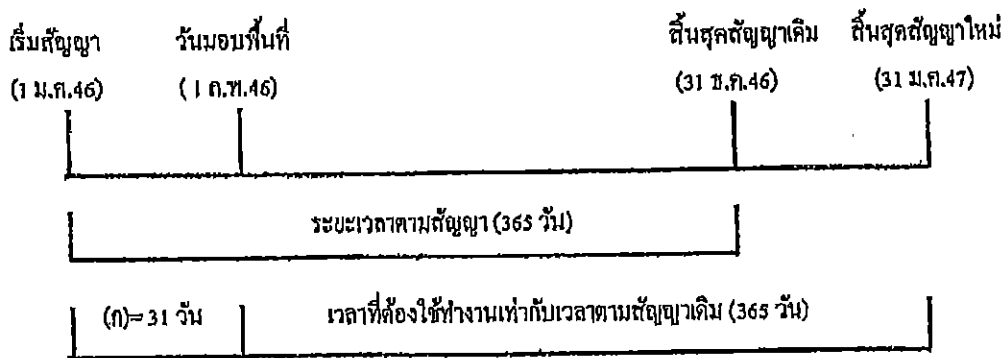 เริ่มสัญญา วันมอบพื้นที่ สิ้นสุดสัญญาเดิม สิ้นสุดสัญญาใหม่
(1 ม.ค.46) (1 ก.พ.46) (31 ธ.ค.46) (31 ม.ค.47)
ระยะเวลาตามสัญญา (365 วัน)
(ก)= 31 วัน เวลาที่ต้องใช้ทำงานเท่ากับเวลาตามสัญญาเดิม (365 วัน)